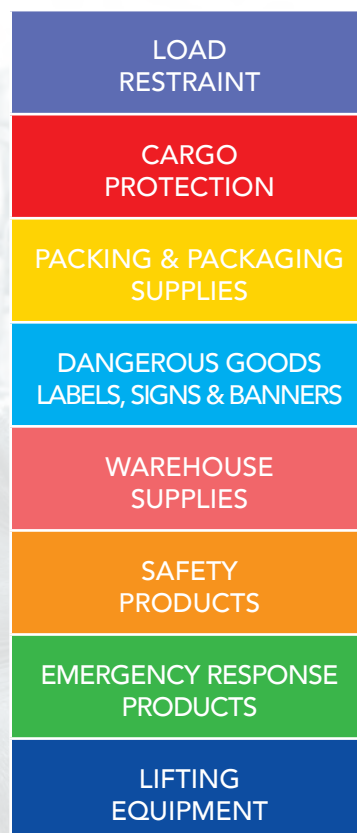 LOAD
RESTRAINT
CARGO
PROTECTION
PACKING & PACKAGING
SUPPLIES
DANGEROUS GOODS
LABELS, SIGNS & BANNERS
WAREHOUSE
SUPPLIES
SAFETY
PRODUCTS
EMERGENCY RESPONSE
PRODUCTS
LIFTING
EQUIPMENT